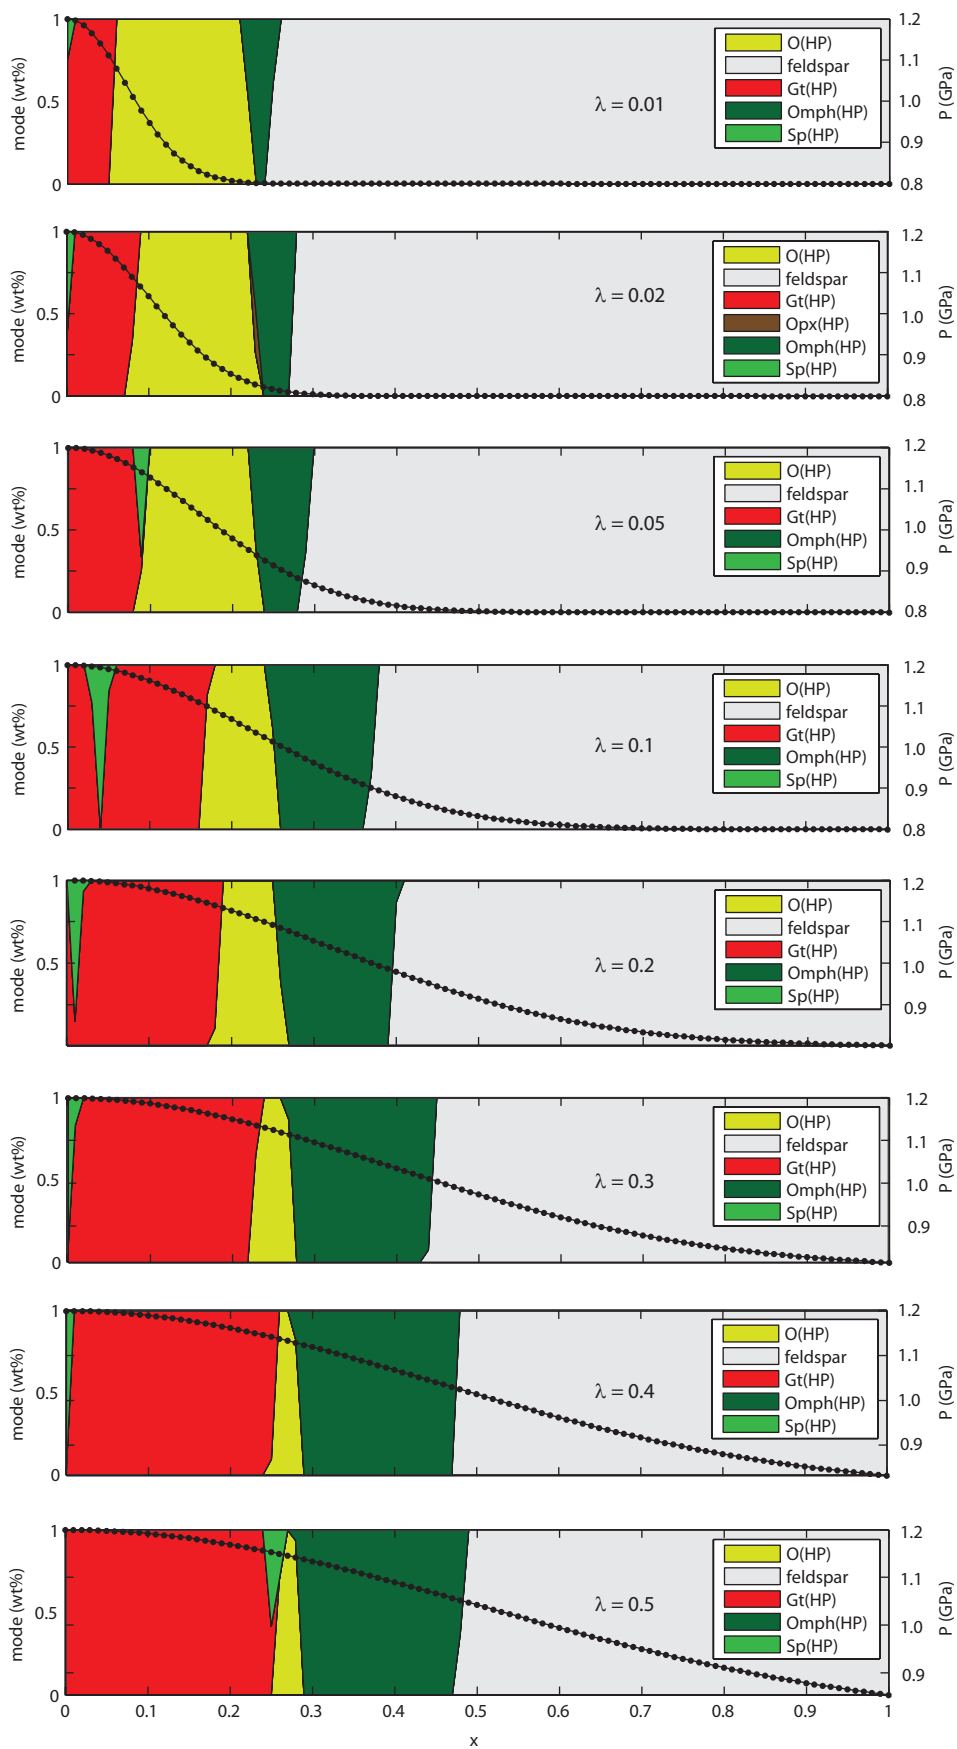 mode (wt%)
1
0.5
0
λ = 0.01
O(HP)
feldspar
Gt(HP)
Omph(HP)
Sp(HP)
1.2
1.1
1.0
0.9
0.8
P (GPa)
mode (wt%)
1
0.5
0
λ = 0.02
O(HP)
feldspar
Gt(HP)
Opx(HP)
Omph(HP)
Sp(HP)
1.2
1.1
1.0
0.9
0.8
P (GPa)
mode (wt%)
1
0.5
0
λ = 0.05
O(HP)
feldspar
Gt(HP)
Omph(HP)
Sp(HP)
1.2
1.1
1.0
0.9
0.8
P (GPa)
mode (wt%)
1
0.5
0
λ = 0.1
O(HP)
feldspar
Gt(HP)
Omph(HP)
Sp(HP)
1.2
1.1
1.0
0.9
0.8
P (GPa)
mode (wt%)
1
0.5
λ = 0.2
O(HP)
feldspar
Gt(HP)
Omph(HP)
Sp(HP)
1.2
1.1
1.0
0.9
P (GPa)
mode (wt%)
1
0.5
0
λ = 0.3
O(HP)
feldspar
Gt(HP)
Omph(HP)
Sp(HP)
1.2
1.1
1.0
0.9
P (GPa)
mode (wt%)
1
0.5
0
λ = 0.4
O(HP)
feldspar
Gt(HP)
Omph(HP)
Sp(HP)
1.2
1.1
1.0
0.9
P (GPa)
mode (wt%)
1
0.5
0
λ = 0.5
O(HP)
feldspar
Gt(HP)
Omph(HP)
Sp(HP)
1.2
1.1
1.0
0.9
P (GPa)
0 0.1 0.2 0.3 0.4 0.5 0.6 0.7 0.8 0.9 1
x